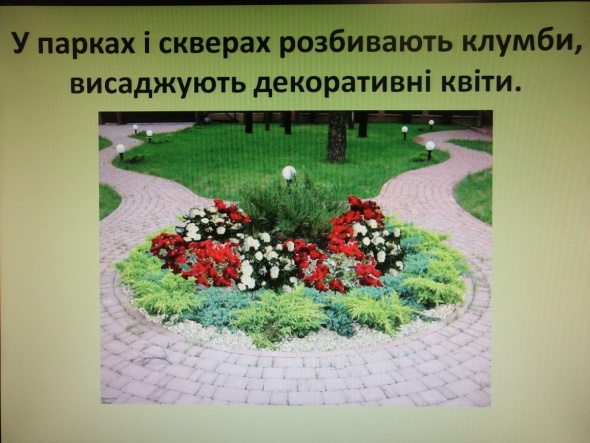 У парках і скверах розбивають клумби,
висаджують декоративні квіти.